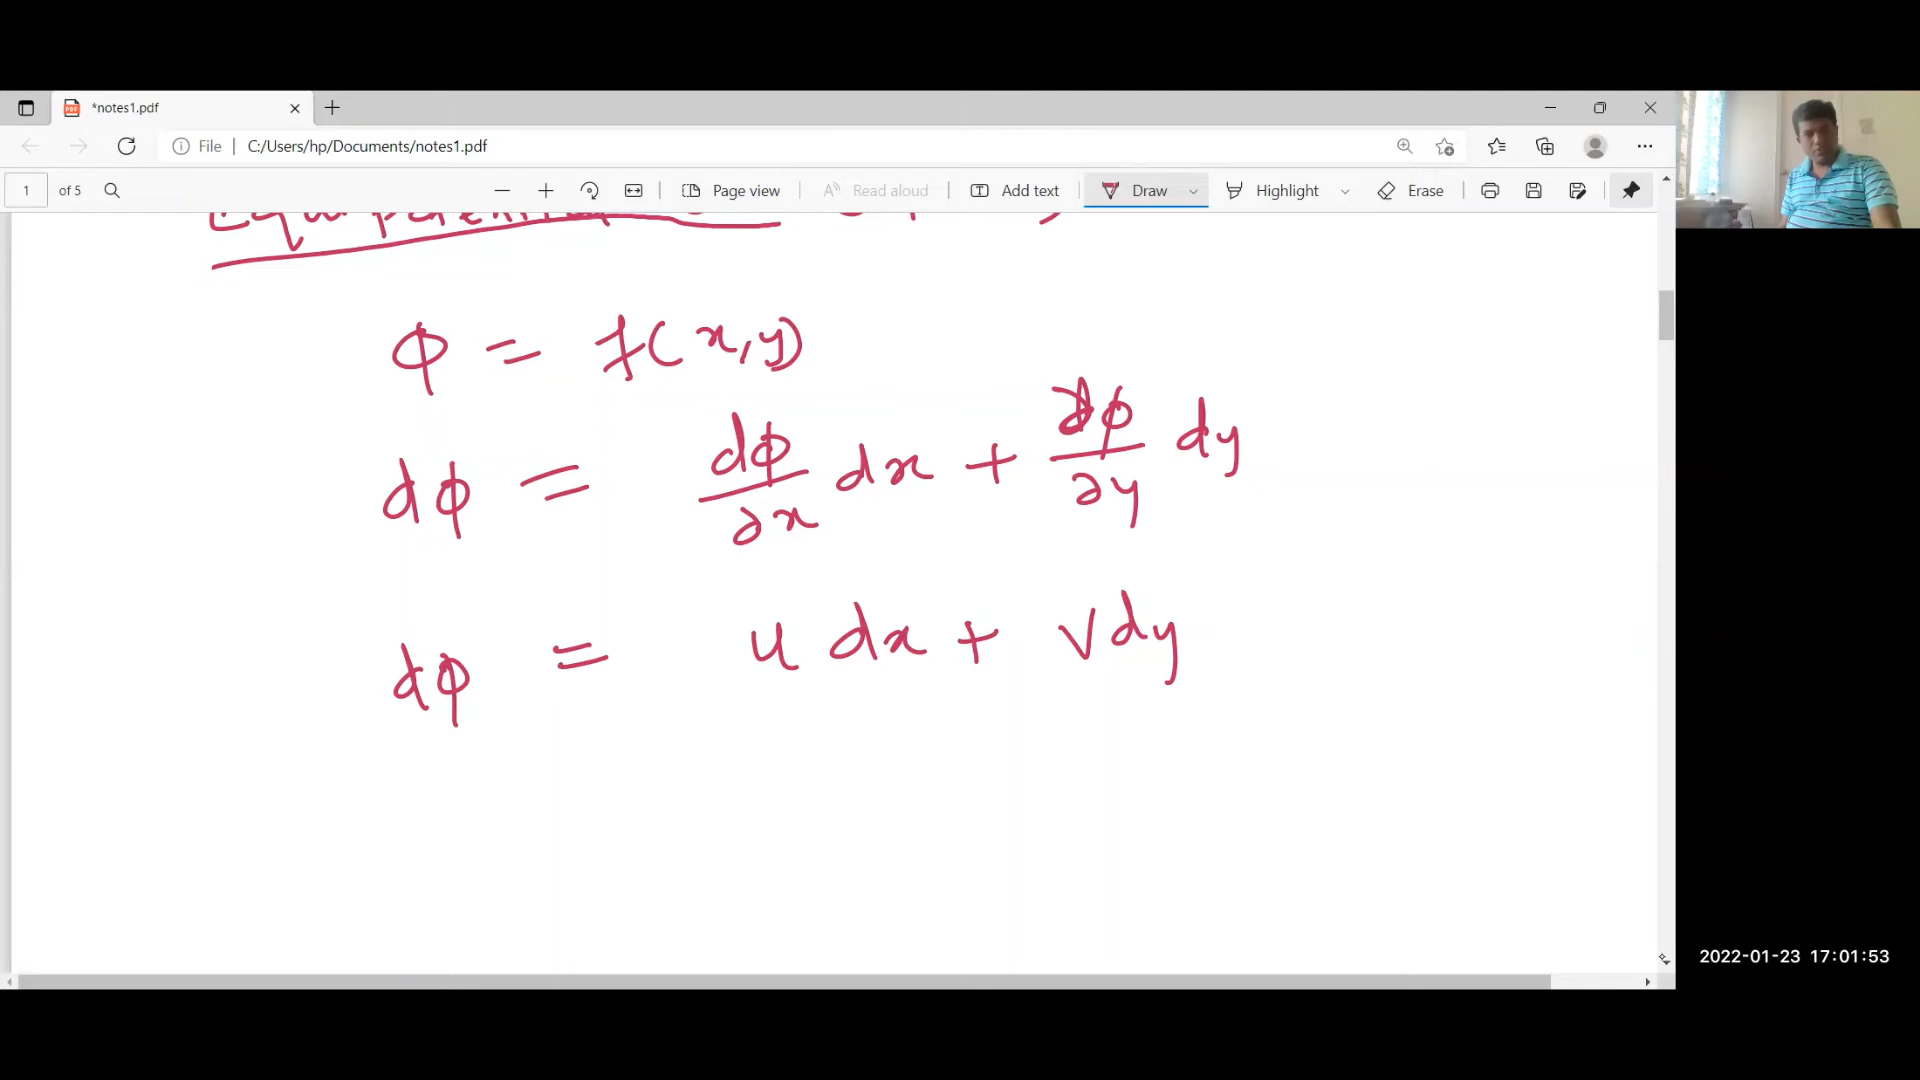 *notes1.pdf
File | C:/Users/hp/Documents/notes1.pdf
1 of 5 Page view Read aloud Add text Draw Highlight Erase
ϕ = f(x,y)
dϕ = dϕ/∂x dx + ∂ϕ/∂y dy
dϕ = u dx + v dy
2022-01-23 17:01:53